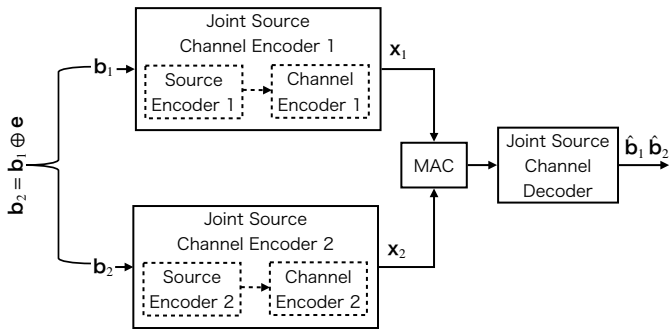 b₂ = b₁ ⊕ e
b₁
Joint Source
Channel Encoder 1
Source
Encoder 1
Channel
Encoder 1
x₁
b₂
Joint Source
Channel Encoder 2
Source
Encoder 2
Channel
Encoder 2
x₂
MAC
Joint Source
Channel
Decoder
b̂₁ b̂₂